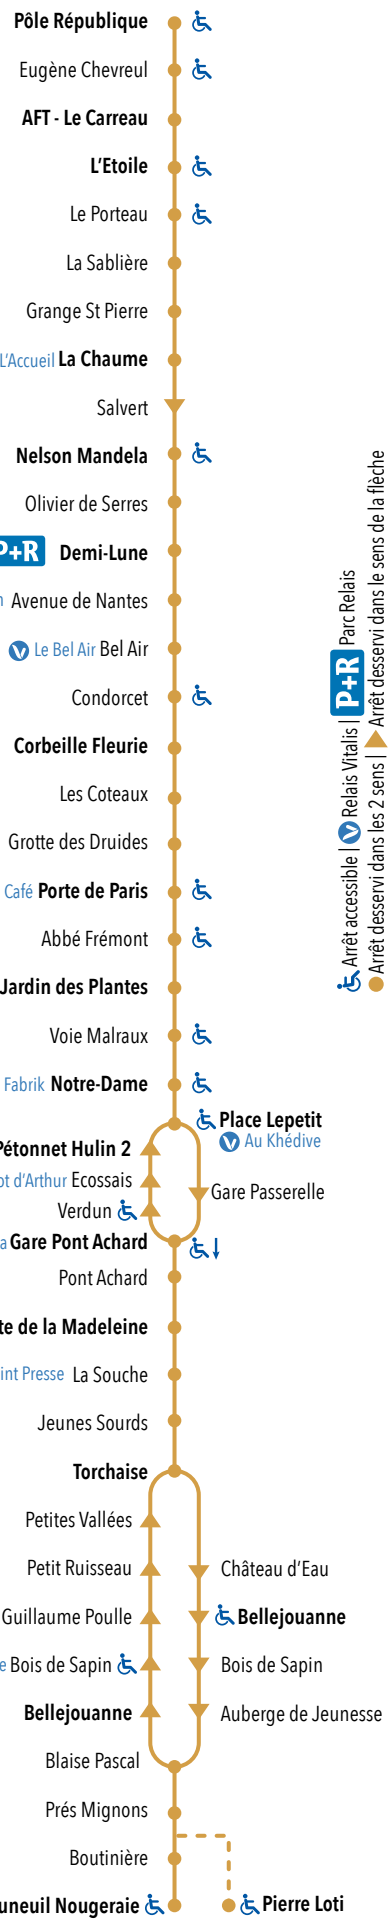 Pôle République
Eugène Chevreul
AFT - Le Carreau
L'Etoile
Le Porteau
La Sablière
Grange St Pierre
L'Accueil La Chaume
Salvert
Nelson Mandela
Olivier de Serres
P+R Demi-Lune
Avenue de Nantes
Le Bel Air Bel Air
Condorcet
Corbeille Fleurie
Les Coteaux
Grotte des Druides
Café Porte de Paris
Abbé Frémont
Jardin des Plantes
Voie Malraux
Fabrik Notre-Dame
Place Lepetit
Au Khédive
Pétonnet Hulin 2
d'Arthur Ecossais
Gare Passerelle
Verdun
Gare Pont Achard
Pont Achard
de la Madeleine
Presse La Souche
Jeunes Sourds
Torchaise
Petites Vallées
Petit Ruisseau
Château d'Eau
Guillaume Poulle
Bellejouanne
Bois de Sapin
Bois de Sapin
Bellejouanne
Auberge de Jeunesse
Blaise Pascal
Prés Mignons
Boutinière
Nougeraie
Pierre Loti
Arrêt accessible | V Relais Vitalis | P+R Parc Relais
Arrêt desservi dans les 2 sens | Arrêt desservi dans le sens de la flèche